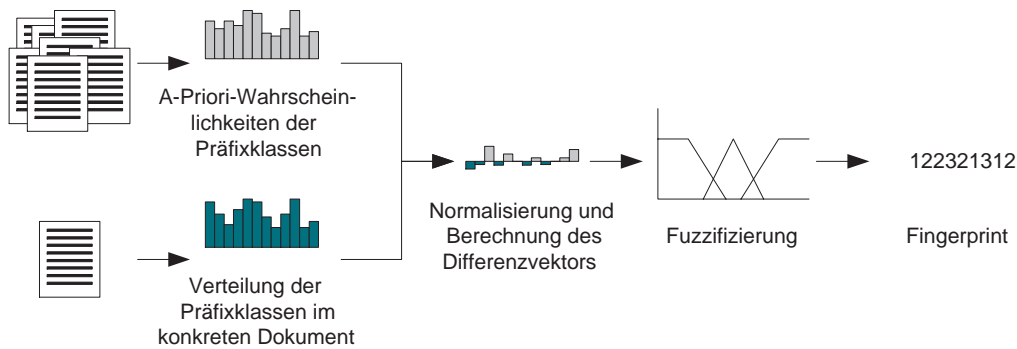 A-Priori-Wahrschein-
lichkeiten der
Präfixklassen
122321312
Normalisierung und
Berechnung des
Differenzvektors
Fuzzifizierung
Fingerprint
Verteilung der
Präfixklassen im
konkreten Dokument